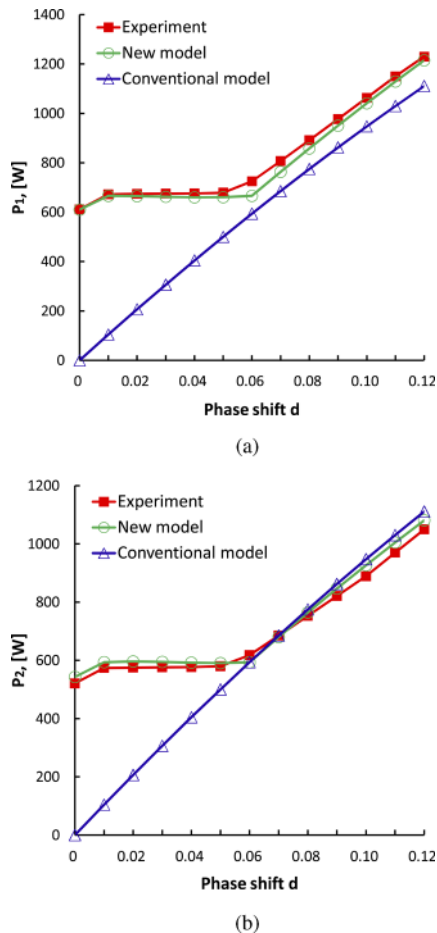 Experiment
New model
Conventional model
1400
1200
1000
800
600
400
200
0
P1, [W]
0 0.02 0.04 0.06 0.08 0.10 0.12
Phase shift d
(a)
Experiment
New model
Conventional model
1200
1000
800
600
400
200
0
P2, [W]
0 0.02 0.04 0.06 0.08 0.10 0.12
Phase shift d
(b)